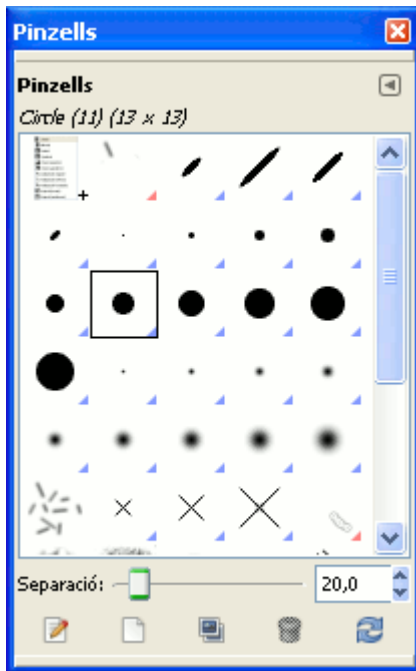 Pinzells
Pinzells
Circle (11) (13 x 13)
Separació:
20,0